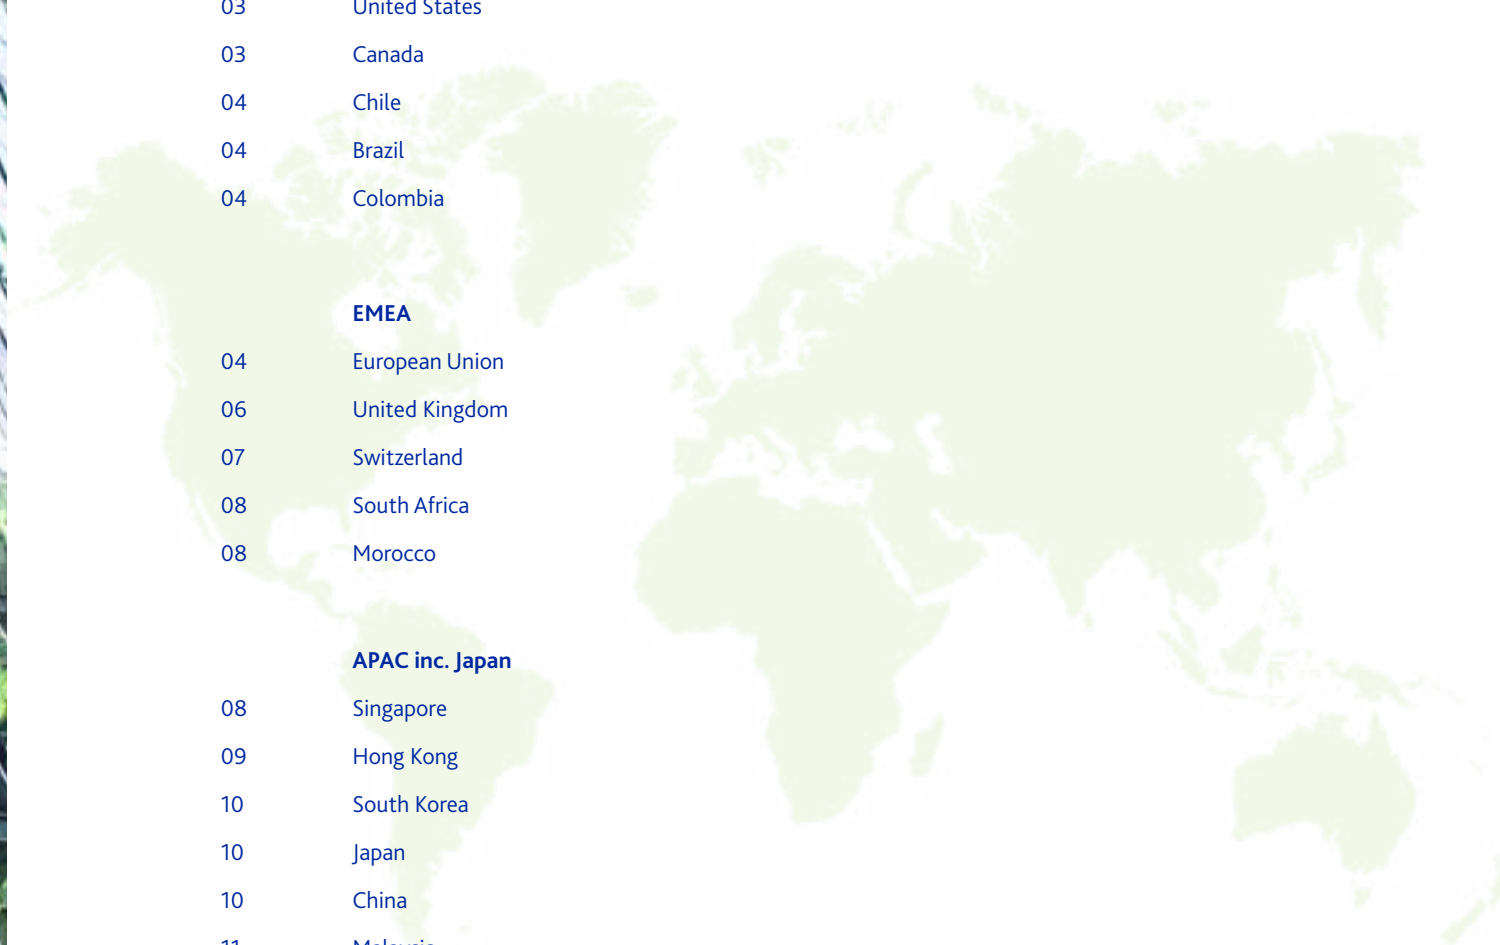 03 United States
03 Canada
04 Chile
04 Brazil
04 Colombia
EMEA
04 European Union
06 United Kingdom
07 Switzerland
08 South Africa
08 Morocco
APAC inc. Japan
08 Singapore
09 Hong Kong
10 South Korea
10 Japan
10 China
11 Malaysia